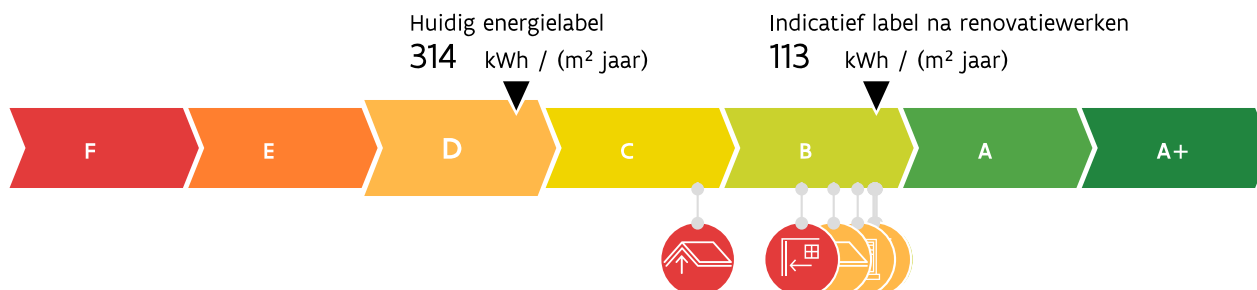 Huidig energielabel
314 kWh / (m² jaar)
Indicatief label na renovatiewerken
113 kWh / (m² jaar)
F E D C B A A+